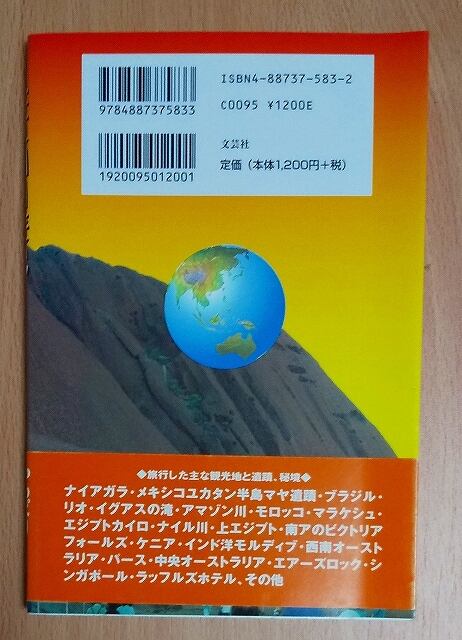 ISBN4-88737-583-2
C0095 ¥1200E
9784887375833
文芸社
定価（本体1,200円+税）
1920095012001
◆旅行した主な観光地と遺蹟、秘境◆
ナイアガラ・メキシコユカタン半島マヤ遺蹟・ブラジル・
リオ・イグアスの滝・アマゾン川・モロッコ・マラケシュ・
エジプトカイロ・ナイル川・上エジプト・南アのビクトリア
フォールズ・ケニア・インド洋モルディブ・西南オースト
ラリア・パース・中央オーストラリア・エアーズロック・シ
ンガポール・ラッフルズホテル、その他